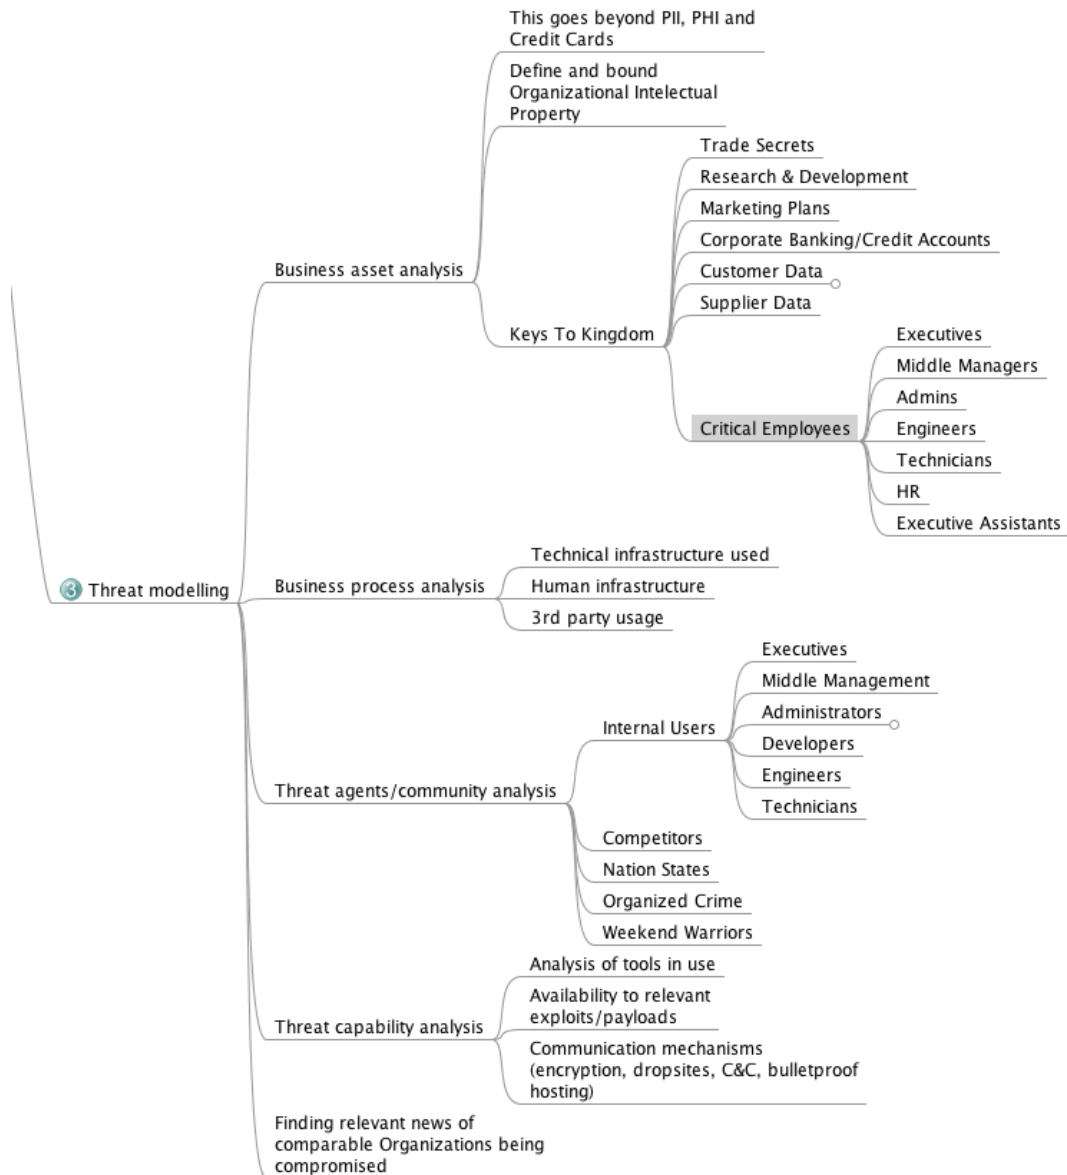 This goes beyond PII, PHI and
Credit Cards
Define and bound
Organizational Intelectual
Property
Trade Secrets
Research & Development
Marketing Plans
Corporate Banking/Credit Accounts
Business asset analysis
Customer Data
Supplier Data
Keys To Kingdom
Executives
Middle Managers
Admins
Critical Employees
Engineers
Technicians
HR
Executive Assistants
3 Threat modelling
Business process analysis
Technical infrastructure used
Human infrastructure
3rd party usage
Executives
Middle Management
Administrators
Internal Users
Developers
Engineers
Technicians
Threat agents/community analysis
Competitors
Nation States
Organized Crime
Weekend Warriors
Analysis of tools in use
Availability to relevant
exploits/payloads
Threat capability analysis
Communication mechanisms
(encryption, dropsites, C&C, bulletproof
hosting)
Finding relevant news of
comparable Organizations being
compromised